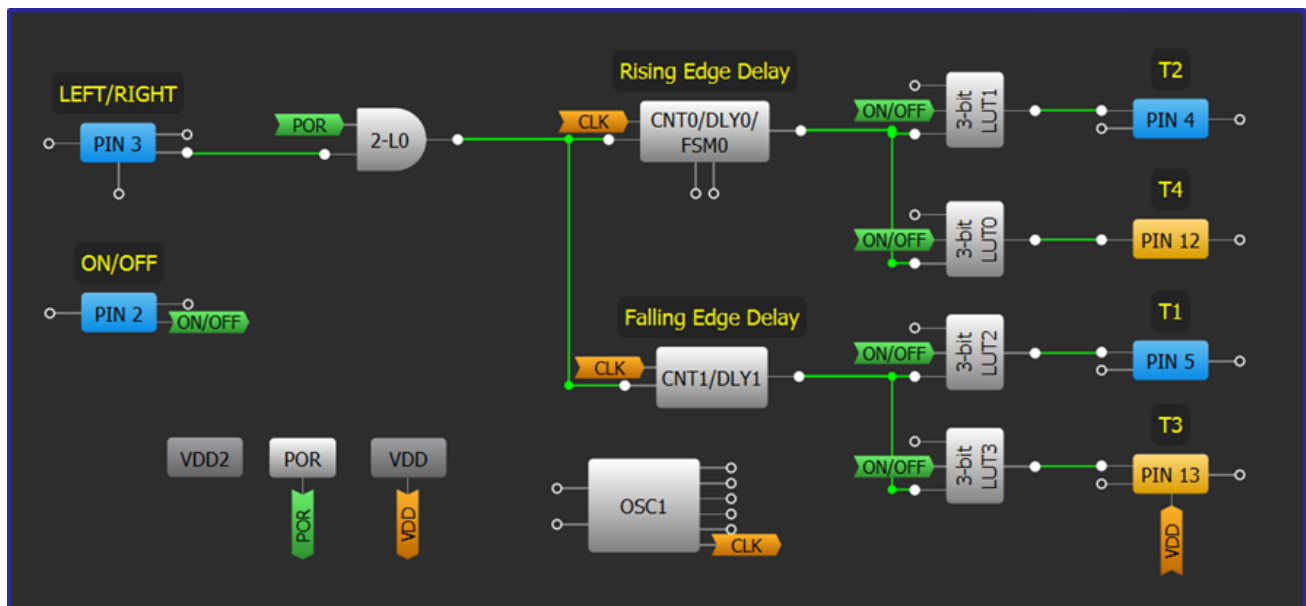 LEFT/RIGHT
PIN 3
POR
2-L0
Rising Edge Delay
CLK
CNT0/DLY0/
FSM0
ON/OFF
3-bit
LUT1
T2
PIN 4
ON/OFF
3-bit
LUT0
T4
PIN 12
ON/OFF
PIN 2
ON/OFF
Falling Edge Delay
CLK
CNT1/DLY1
ON/OFF
3-bit
LUT2
T1
PIN 5
ON/OFF
3-bit
LUT3
T3
PIN 13
VDD
VDD2
POR
POR
VDD
VDD
OSC1
CLK